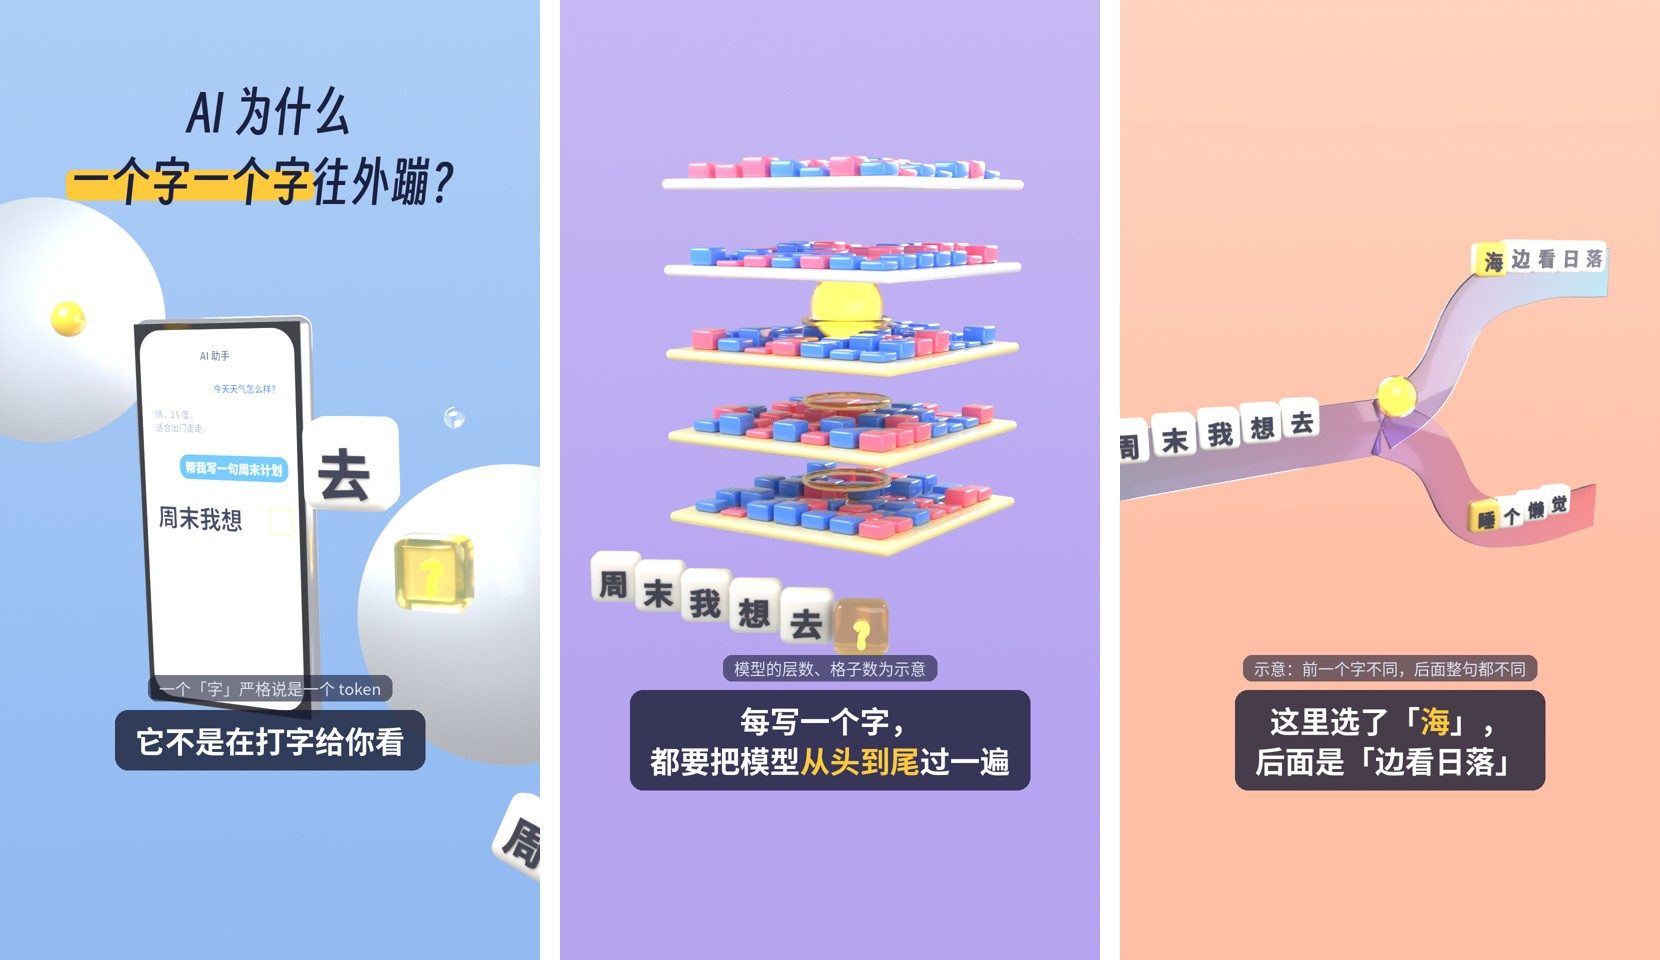 AI 为什么
一个字一个字往外蹦?
AI 助手
今天天气怎么样?
晴，25 度，
适合出门走走。
帮我写一句周末计划
周末我想
去
?
一个「字」严格说是一个 token
它不是在打字给你看
周
周末我想去?
模型的层数、格子数为示意
每写一个字，
都要把模型从头到尾过一遍
海边看日落
周末我想去
睡个懒觉
示意：前一个字不同，后面整句都不同
这里选了「海」，
后面是「边看日落」